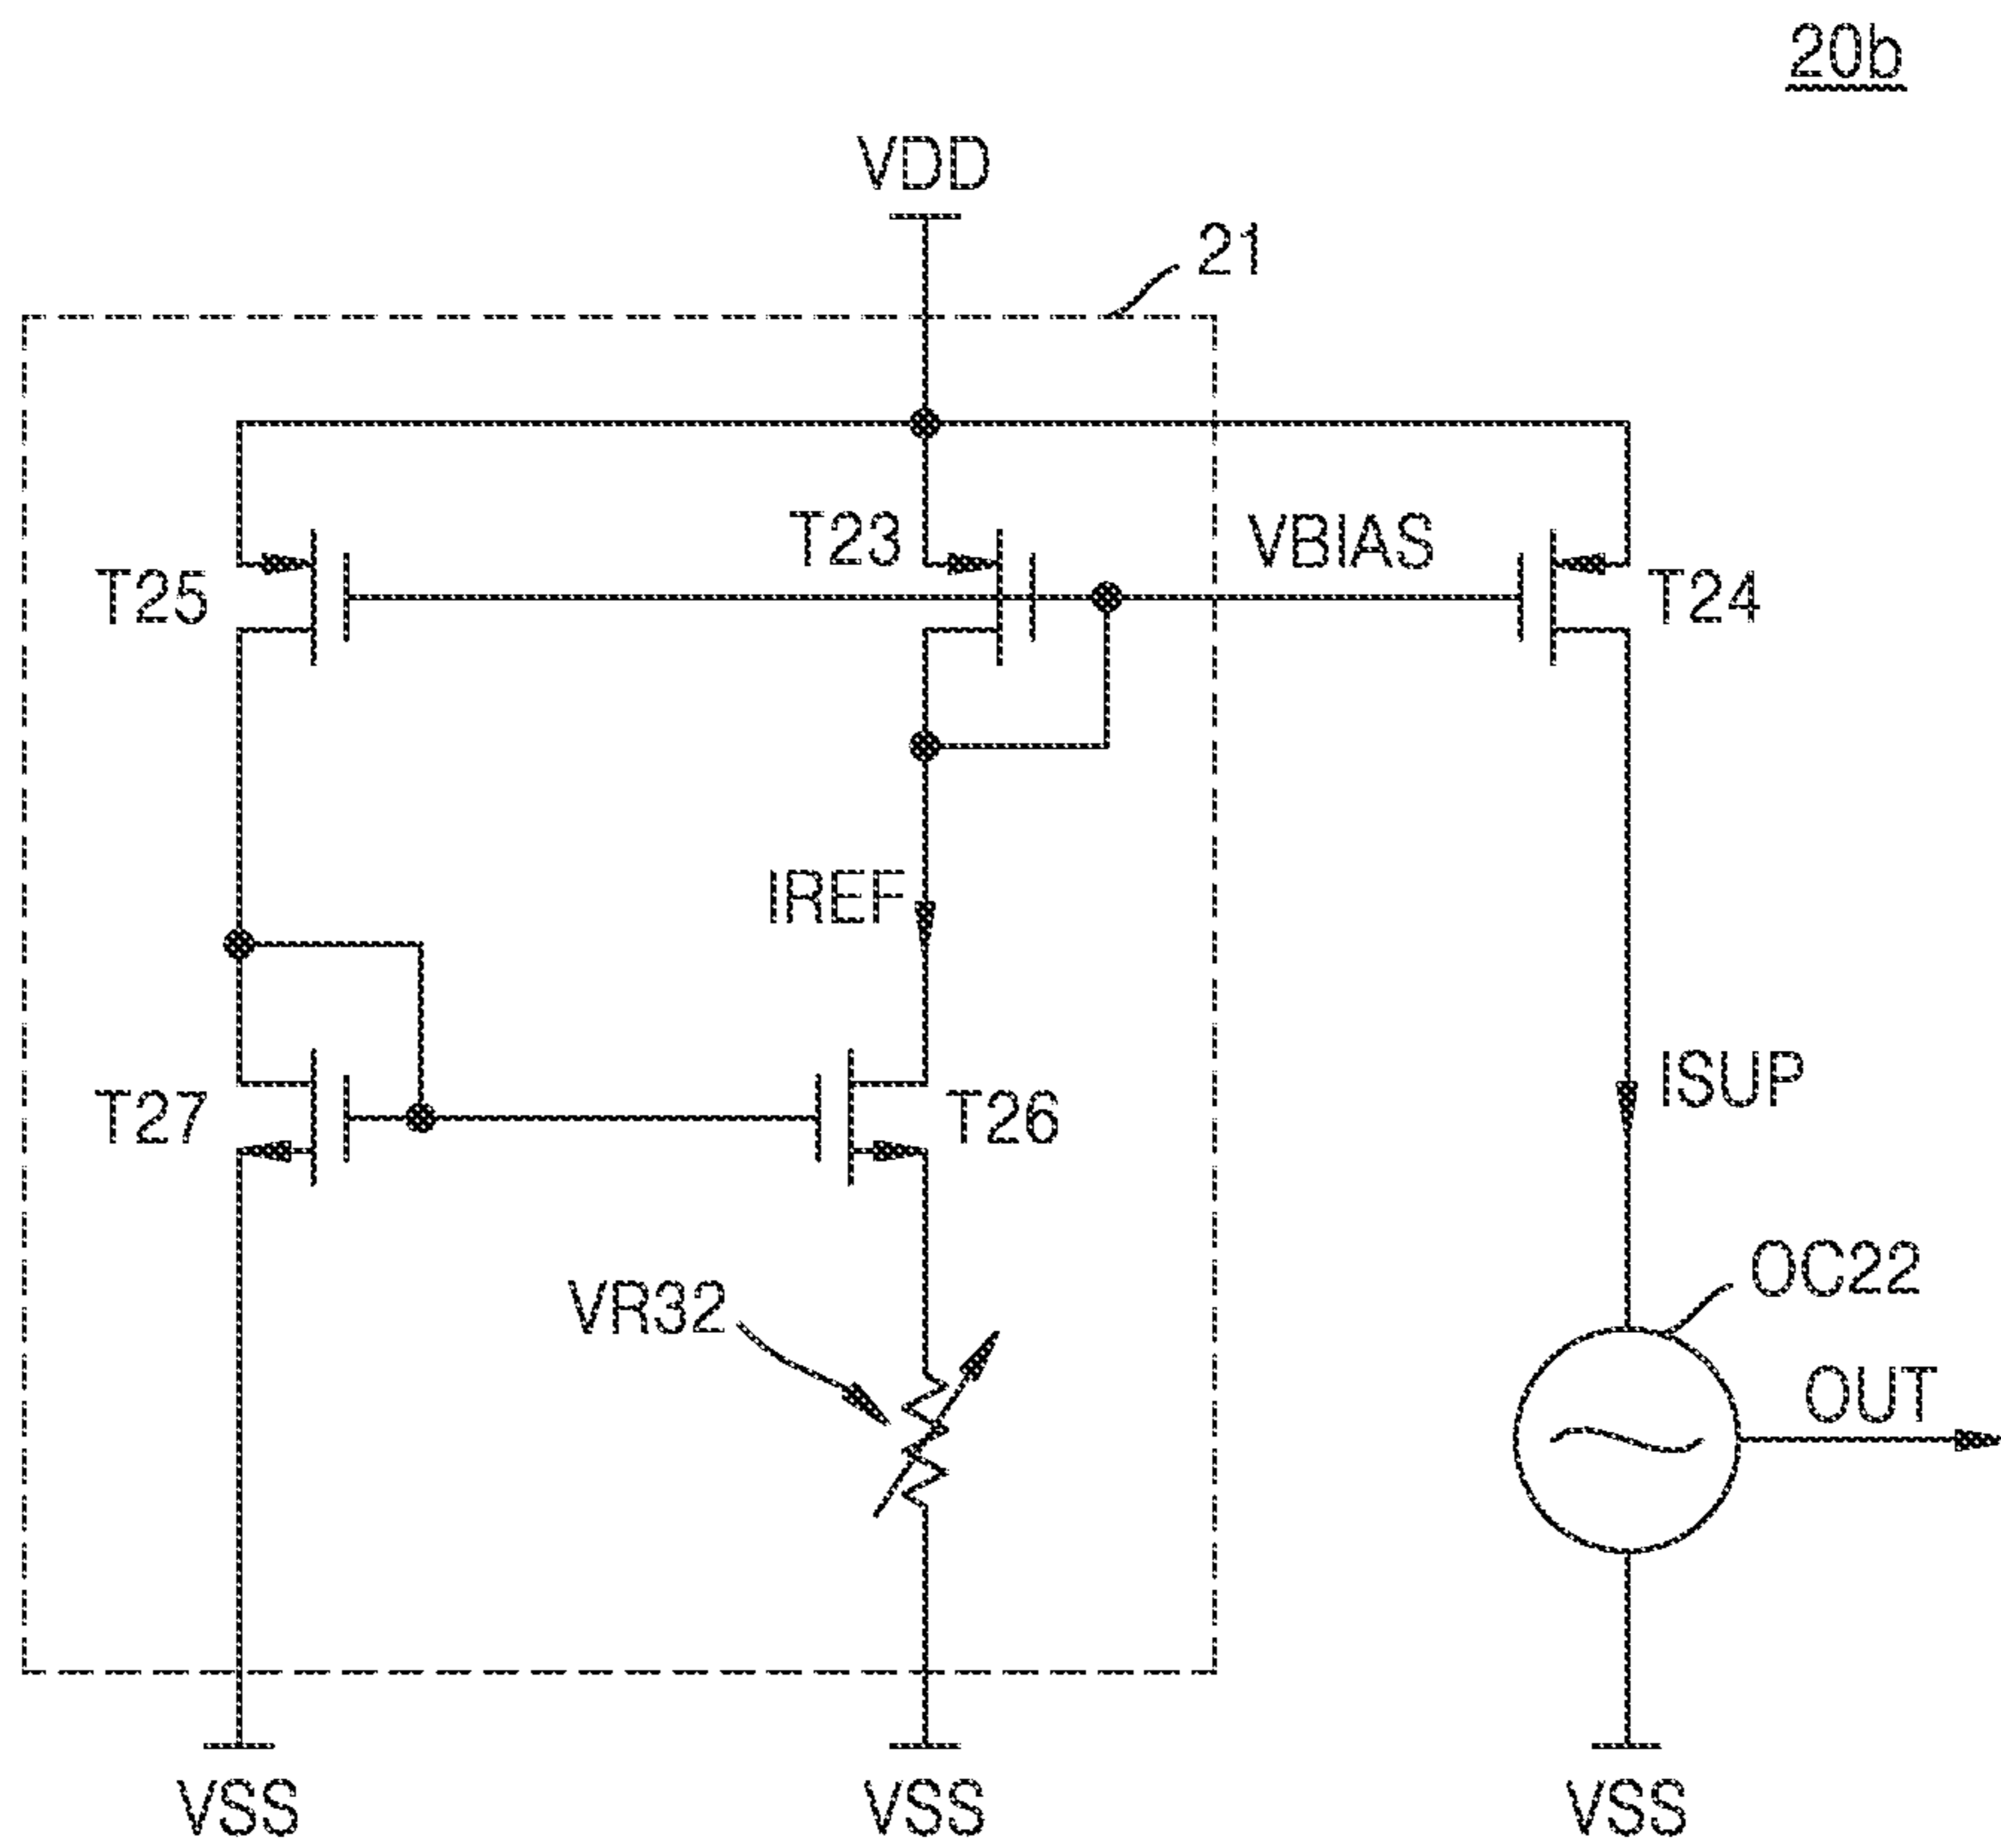 20b
VDD
21
T23
VBIAS
T25
T24
IREF
ISUP
T27
T26
VR32
OC22
OUT
VSS
VSS
VSS